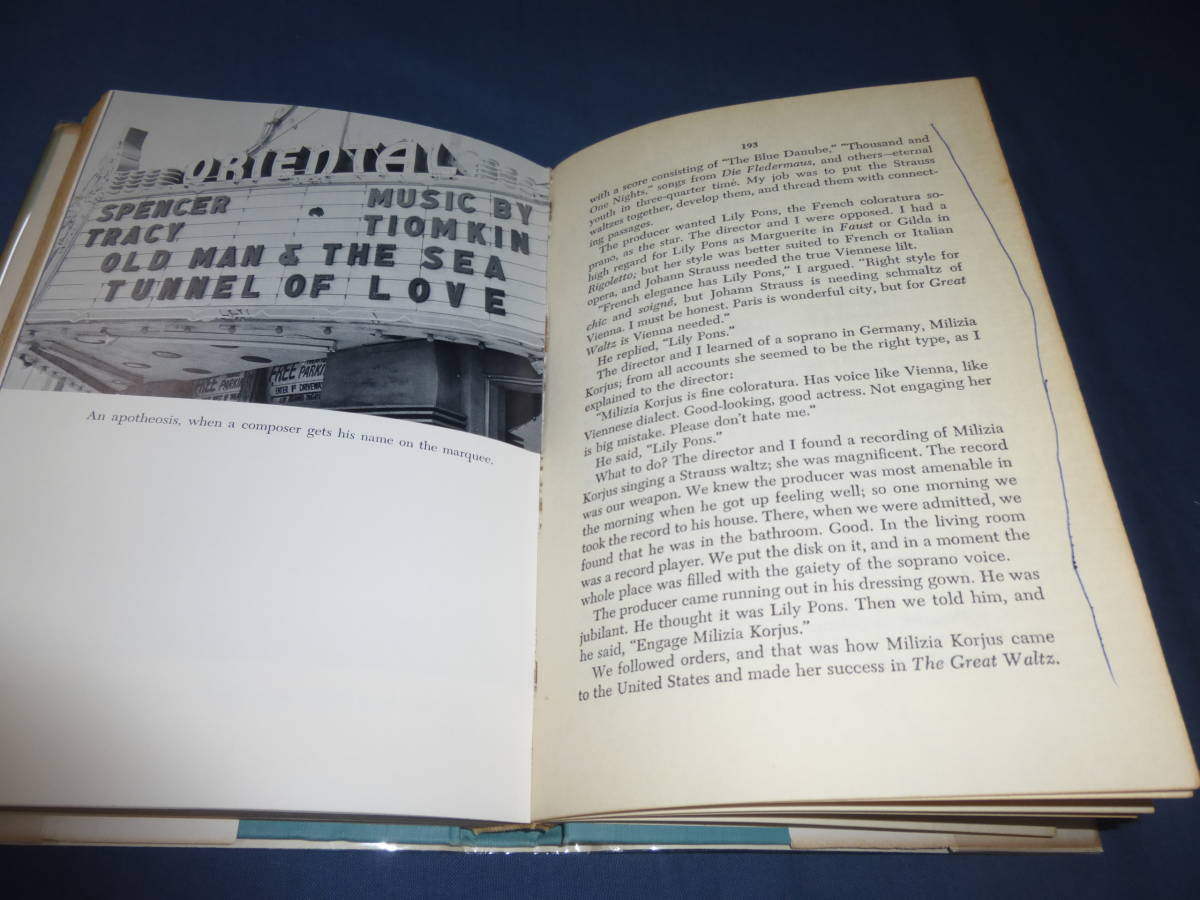 ORIENTAL
SPENCER MUSIC BY
TRACY TIOMKIN
OLD MAN & THE SEA
TUNNEL OF LOVE
FREE PARKI
ENTER 1ST DRIVEWAY
FREE PARKI
An apotheosis, when a composer gets his name on the marquee.
193
with a score consisting of "The Blue Danube," "Thousand and
One Nights," songs from Die Fledermaus, and others—eternal
youth in three-quarter time. My job was to put the Strauss
waltzes together, develop them, and thread them with connect-
ing passages.
The producer wanted Lily Pons, the French coloratura so-
prano, as the star. The director and I were opposed. I had a
high regard for Lily Pons as Marguerite in Faust or Gilda in
Rigoletto; but her style was better suited to French or Italian
opera, and Johann Strauss needed the true Viennese lilt.
"French elegance has Lily Pons," I argued. "Right style for
chic and soigné, but Johann Strauss is needing schmaltz of
Vienna. I must be honest. Paris is wonderful city, but for Great
Waltz is Vienna needed."
He replied, "Lily Pons."
The director and I learned of a soprano in Germany, Milizia
Korjus; from all accounts she seemed to be the right type, as I
explained to the director:
"Milizia Korjus is fine coloratura. Has voice like Vienna, like
Viennese dialect. Good-looking, good actress. Not engaging her
is big mistake. Please don't hate me."
He said, "Lily Pons."
What to do? The director and I found a recording of Milizia
Korjus singing a Strauss waltz; she was magnificent. The record
was our weapon. We knew the producer was most amenable in
the morning when he got up feeling well; so one morning we
took the record to his house. There, when we were admitted, we
found that he was in the bathroom. Good. In the living room
was a record player. We put the disk on it, and in a moment the
whole place was filled with the gaiety of the soprano voice.
The producer came running out in his dressing gown. He was
jubilant. He thought it was Lily Pons. Then we told him, and
he said, "Engage Milizia Korjus."
We followed orders, and that was how Milizia Korjus came
to the United States and made her success in The Great Waltz.